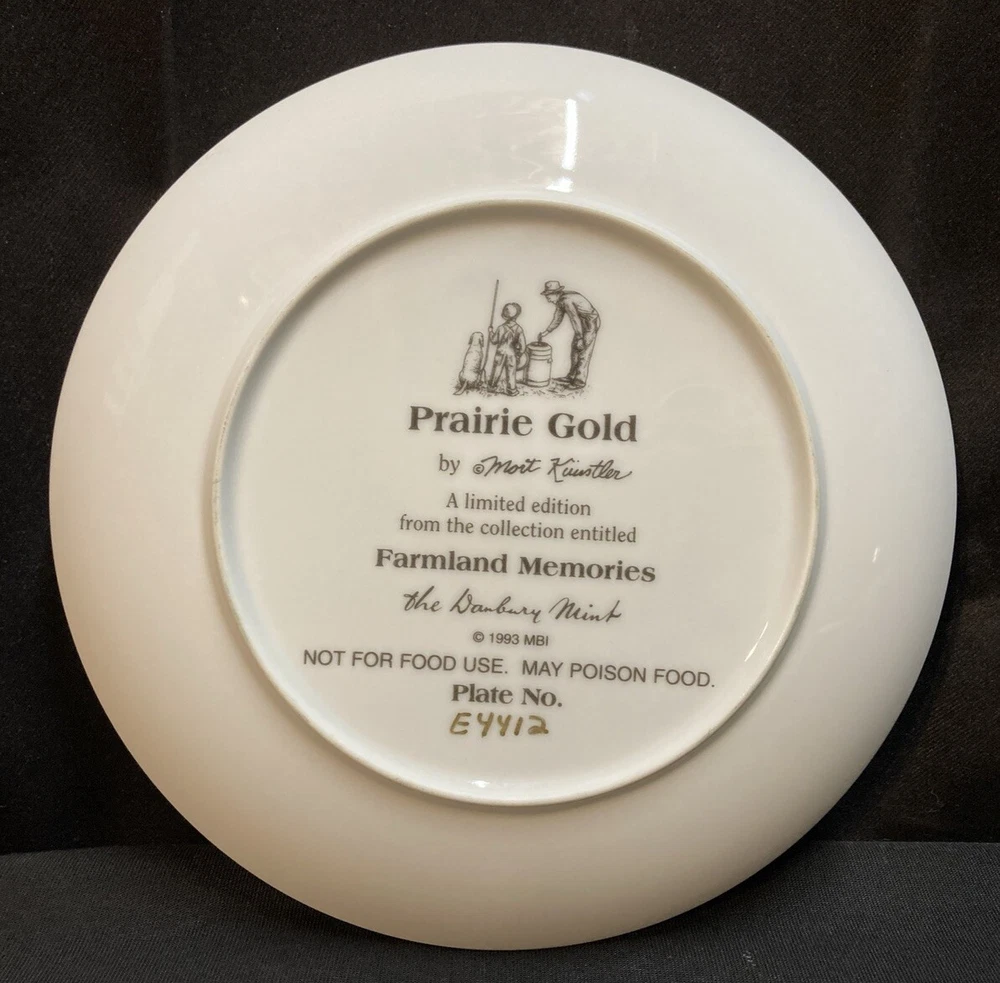 Prairie Gold
by © Mort Künstler
A limited edition
from the collection entitled
Farmland Memories
the Danbury Mint
© 1993 MBI
NOT FOR FOOD USE. MAY POISON FOOD.
Plate No.
E4412